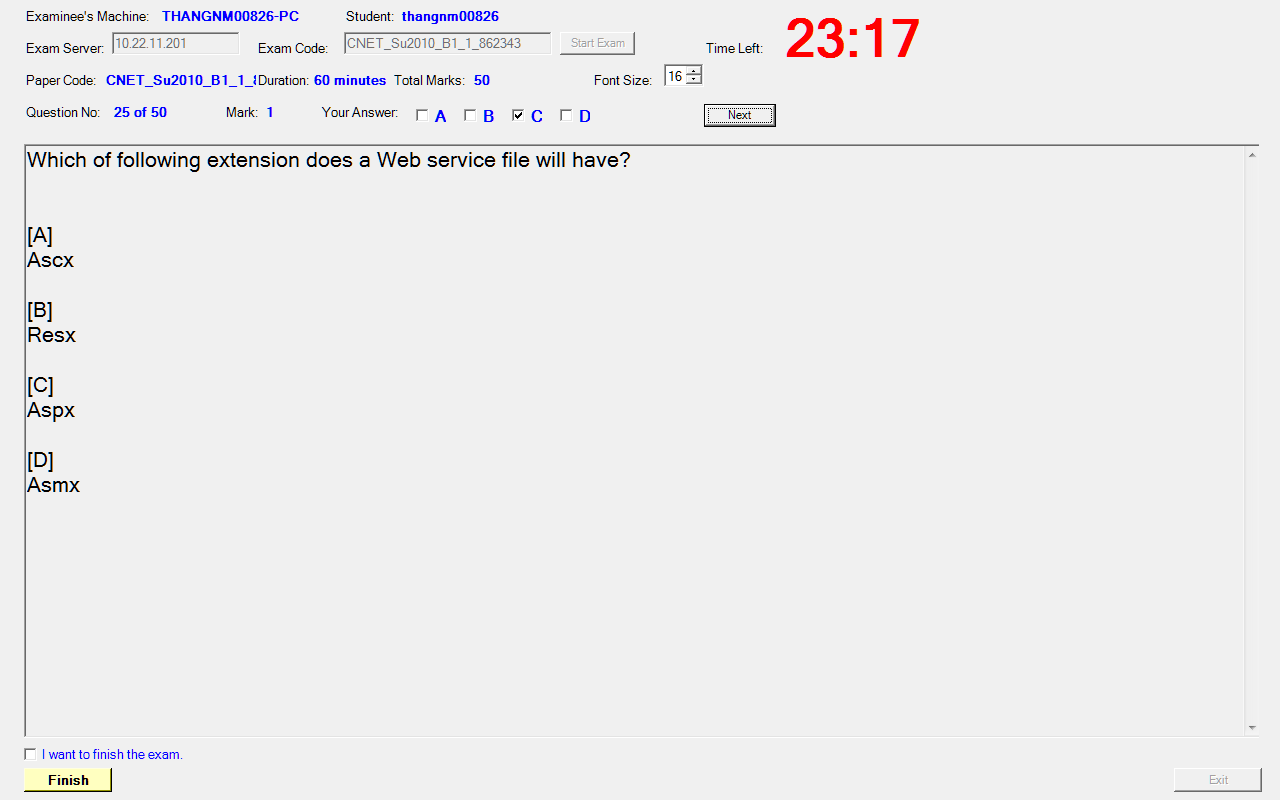 Examinee's Machine: THANGNM00826-PC Student: thangnm00826
Exam Server: 10.22.11.201 Exam Code: CNET_Su2010_B1_1_862343 Start Exam Time Left: 23:17
Paper Code: CNET_Su2010_B1_1_ Duration: 60 minutes Total Marks: 50 Font Size: 16
Question No: 25 of 50 Mark: 1 Your Answer: A B C D Next
Which of following extension does a Web service file will have?
[A]
Ascx
[B]
Resx
[C]
Aspx
[D]
Asmx
I want to finish the exam.
Finish Exit